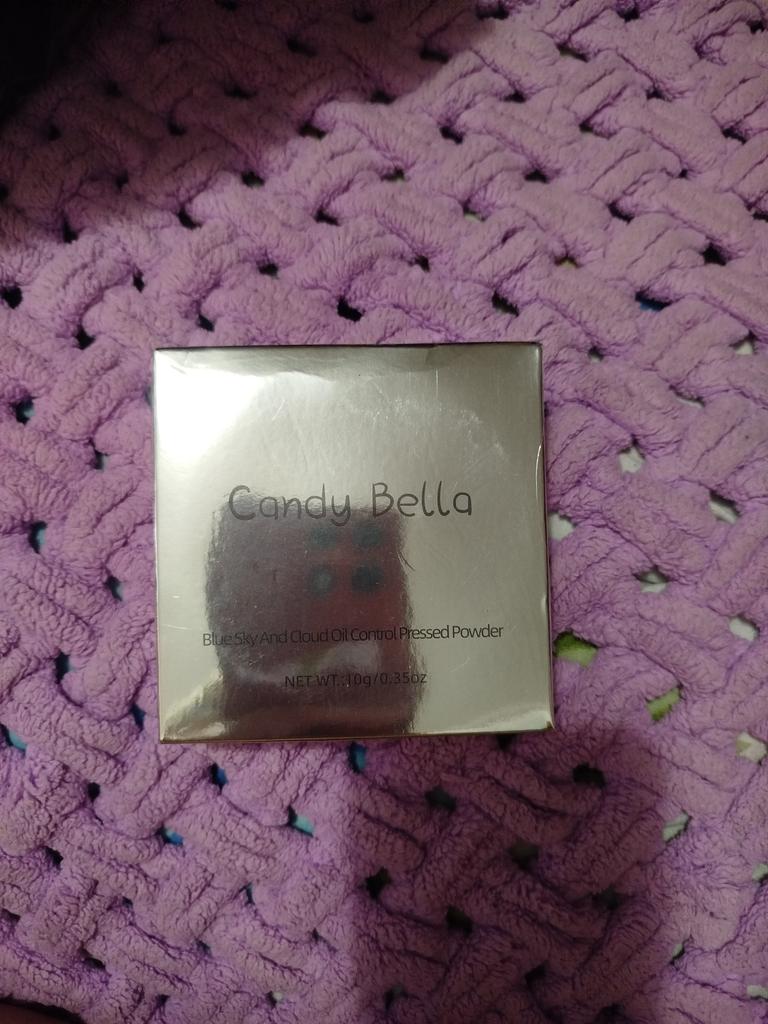 Candy Bella
Blue Sky And Cloud Oil Control Pressed Powder
NET WT.:10g/0.35oz